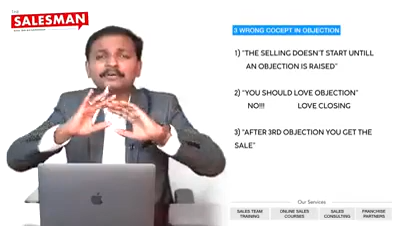 THE
SALESMAN
3 WRONG COCEPT IN OBJECTION
1) "THE SELLING DOESN'T START UNTILL
AN OBJECTION IS RAISED"
2) "YOU SHOULD LOVE OBJECTION"
NO!!! LOVE CLOSING
3) "AFTER 3RD OBJECTION YOU GET THE
SALE"
Our Services
SALES TEAM TRAINING
ONLINE SALES COURSES
SALES CONSULTING
FRANCHISE PARTNERS